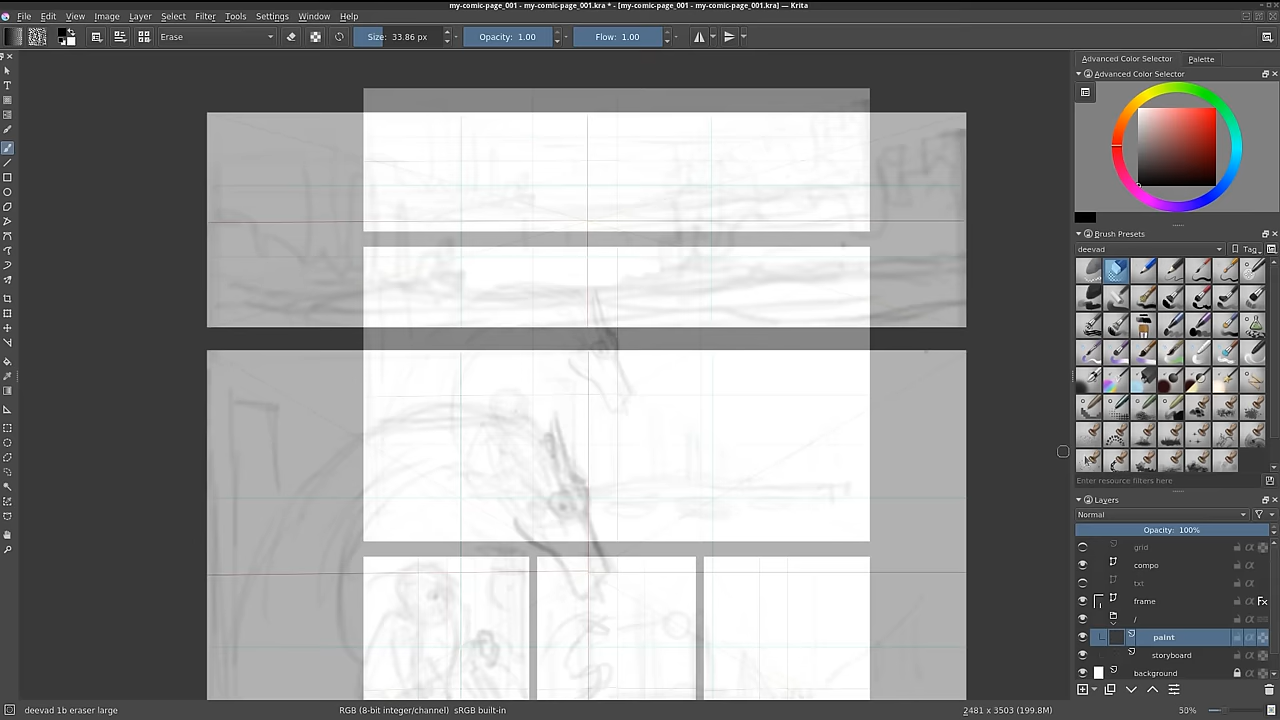 my-comic-page_001 - my-comic-page_001.kra * - [my-comic-page_001 - my-comic-page_001.kra] — Krita
File Edit View Image Layer Select Filter Tools Settings Window Help
Erase Size: 33.86 px Opacity: 1.00 Flow: 1.00
Advanced Color Selector Palette
Advanced Color Selector
Brush Presets
deevad Tag
Enter resource filters here
Layers
Normal
Opacity: 100%
grid
compo
txt
frame Fx
/
paint
storyboard
background
deevad 1b eraser large RGB (8-bit integer/channel) sRGB built-in 2481 x 3503 (199.8M) 50%